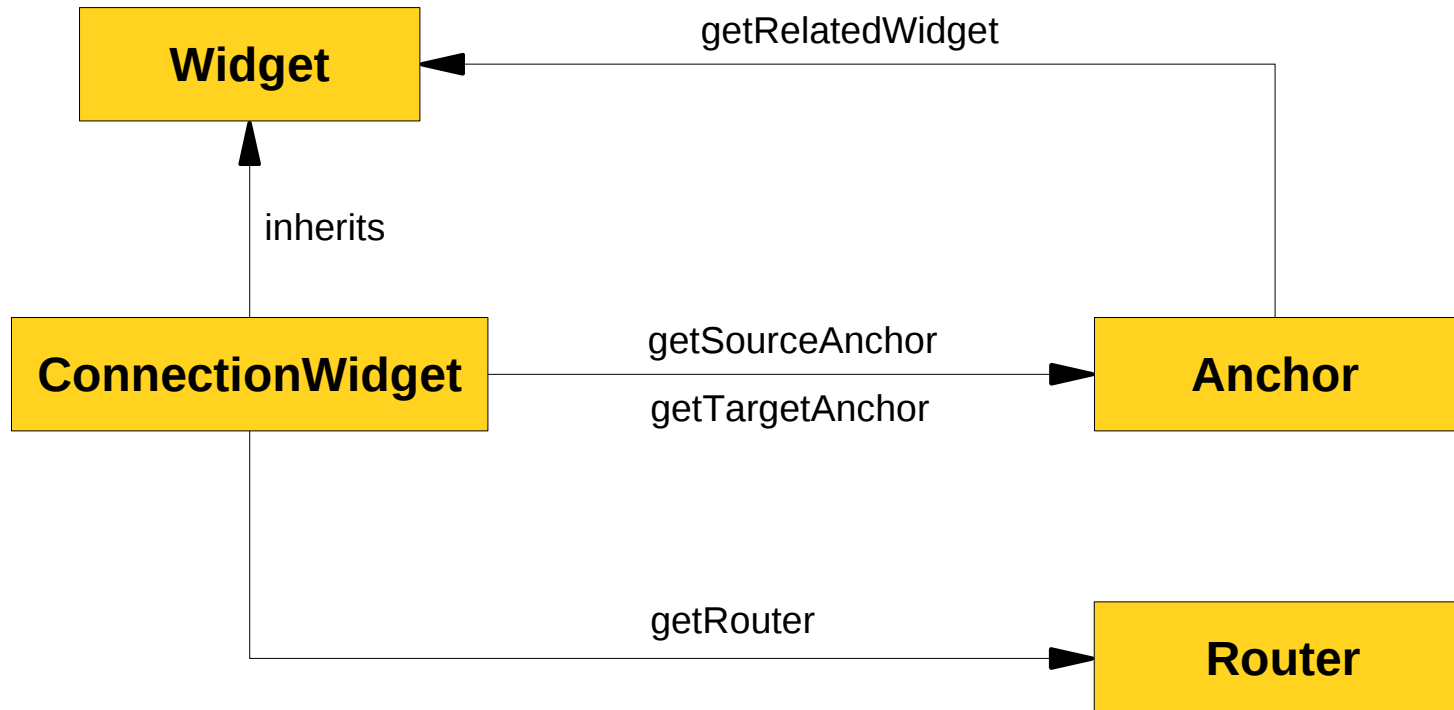 getRelatedWidget
Widget
inherits
getSourceAnchor
ConnectionWidget
Anchor
getTargetAnchor
getRouter
Router